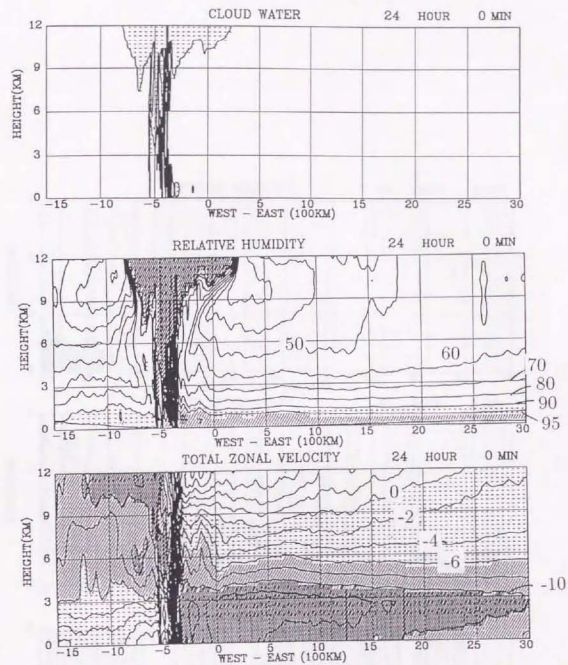 CLOUD WATER 24 HOUR 0 MIN
12
9
6
3
0
HEIGHT(KM)
-15 -10 -5 0 5 10 15 20 25 30
WEST - EAST (100KM)
RELATIVE HUMIDITY 24 HOUR 0 MIN
12
9
6
3
0
HEIGHT(KM)
50
60
70
80
90
95
-15 -10 -5 0 5 10 15 20 25 30
WEST - EAST (100KM)
TOTAL ZONAL VELOCITY 24 HOUR 0 MIN
12
9
6
3
0
HEIGHT(KM)
0
-2
-4
-6
-10
-15 -10 -5 0 5 10 15 20 25 30
WEST - EAST (100KM)